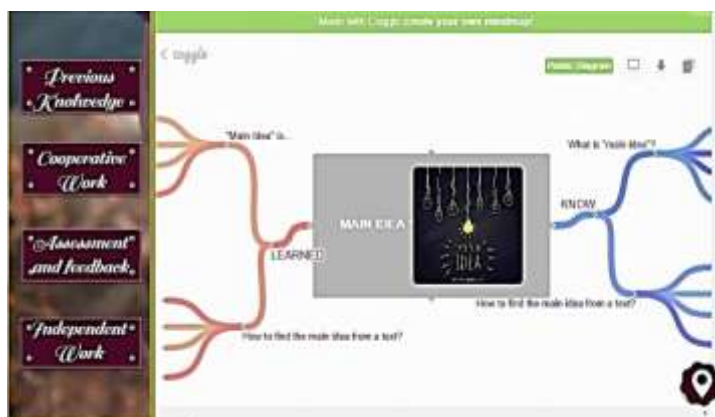 Made with Coggle create your own mindmap!
Previous
Knolwedge
Cooperative
Work
Assessment
and feedback
Independent
Work
coggle
Public Diagram
"Main Idea" is...
MAIN IDEA
IDEA
LEARNED
How to find the main idea from a text?
What is "main idea"?
KNOW
How to find the main idea from a text?